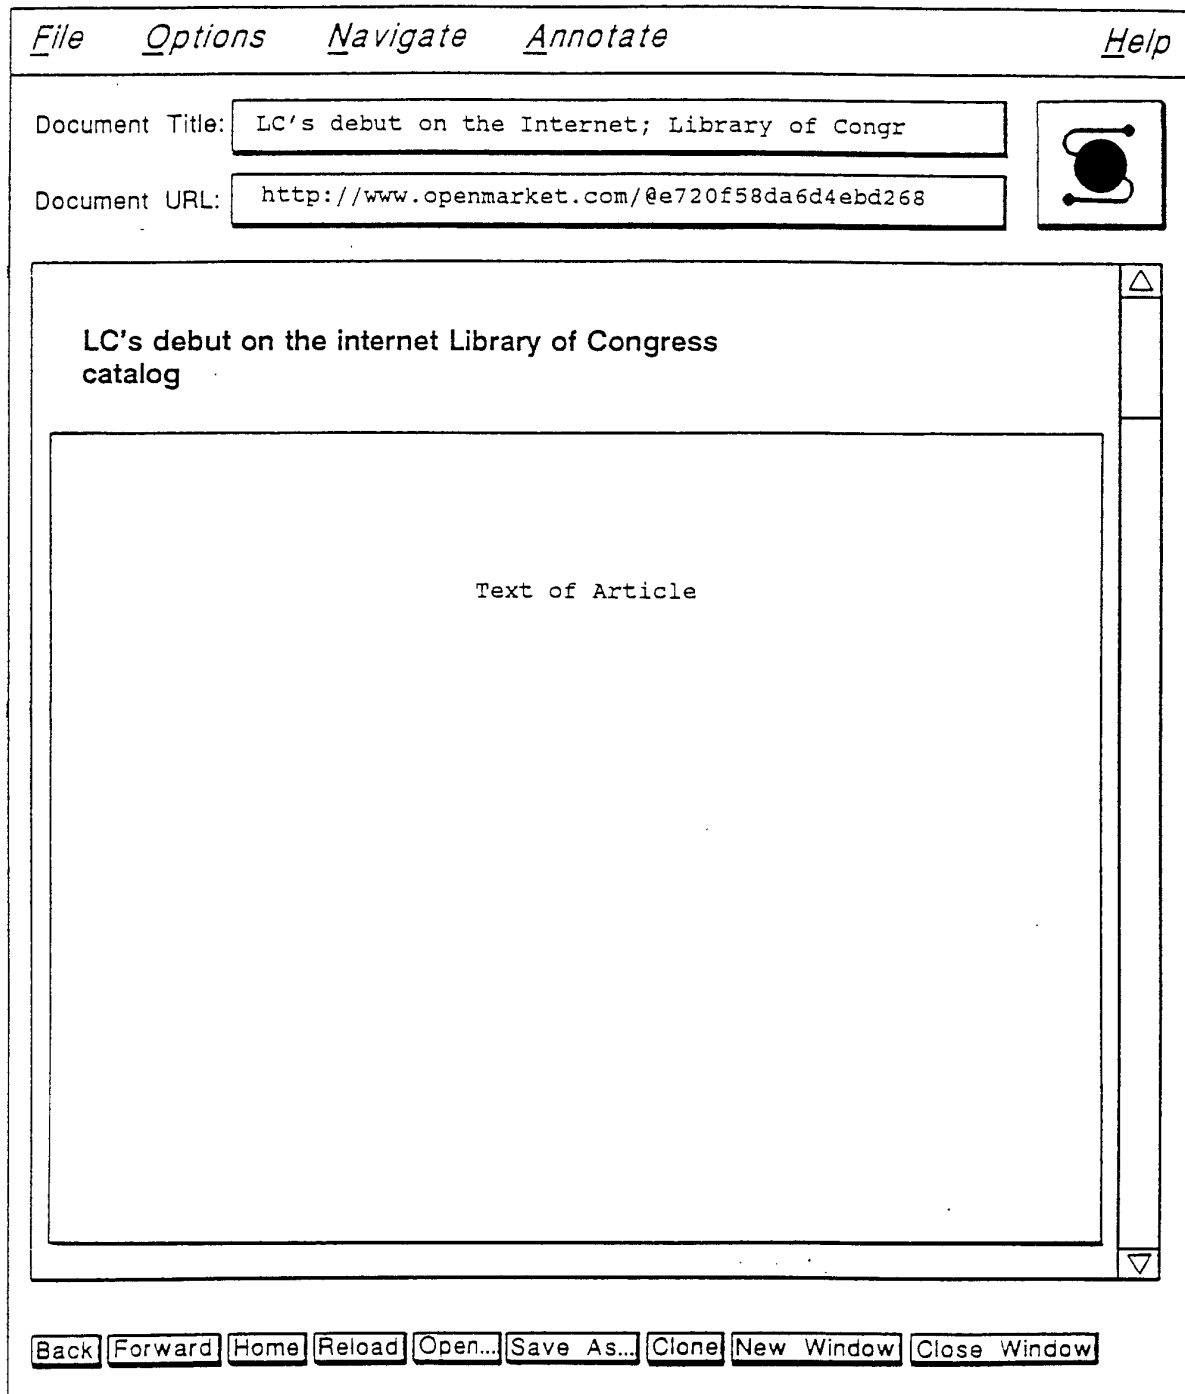 File Options Navigate Annotate Help
Document Title: LC's debut on the Internet; Library of Congr
Document URL: http://www.openmarket.com/@e720f58da6d4ebd268
LC's debut on the internet Library of Congress
catalog
Text of Article
Back Forward Home Reload Open... Save As... Clone New Window Close Window